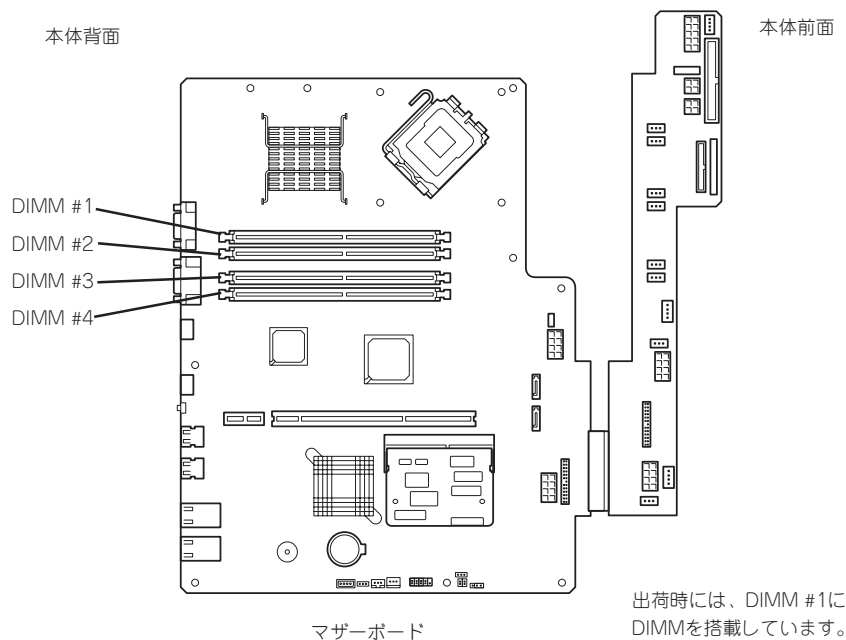 本体背面
本体前面
DIMM #1
DIMM #2
DIMM #3
DIMM #4
マザーボード
出荷時には、DIMM #1に
DIMMを搭載しています。